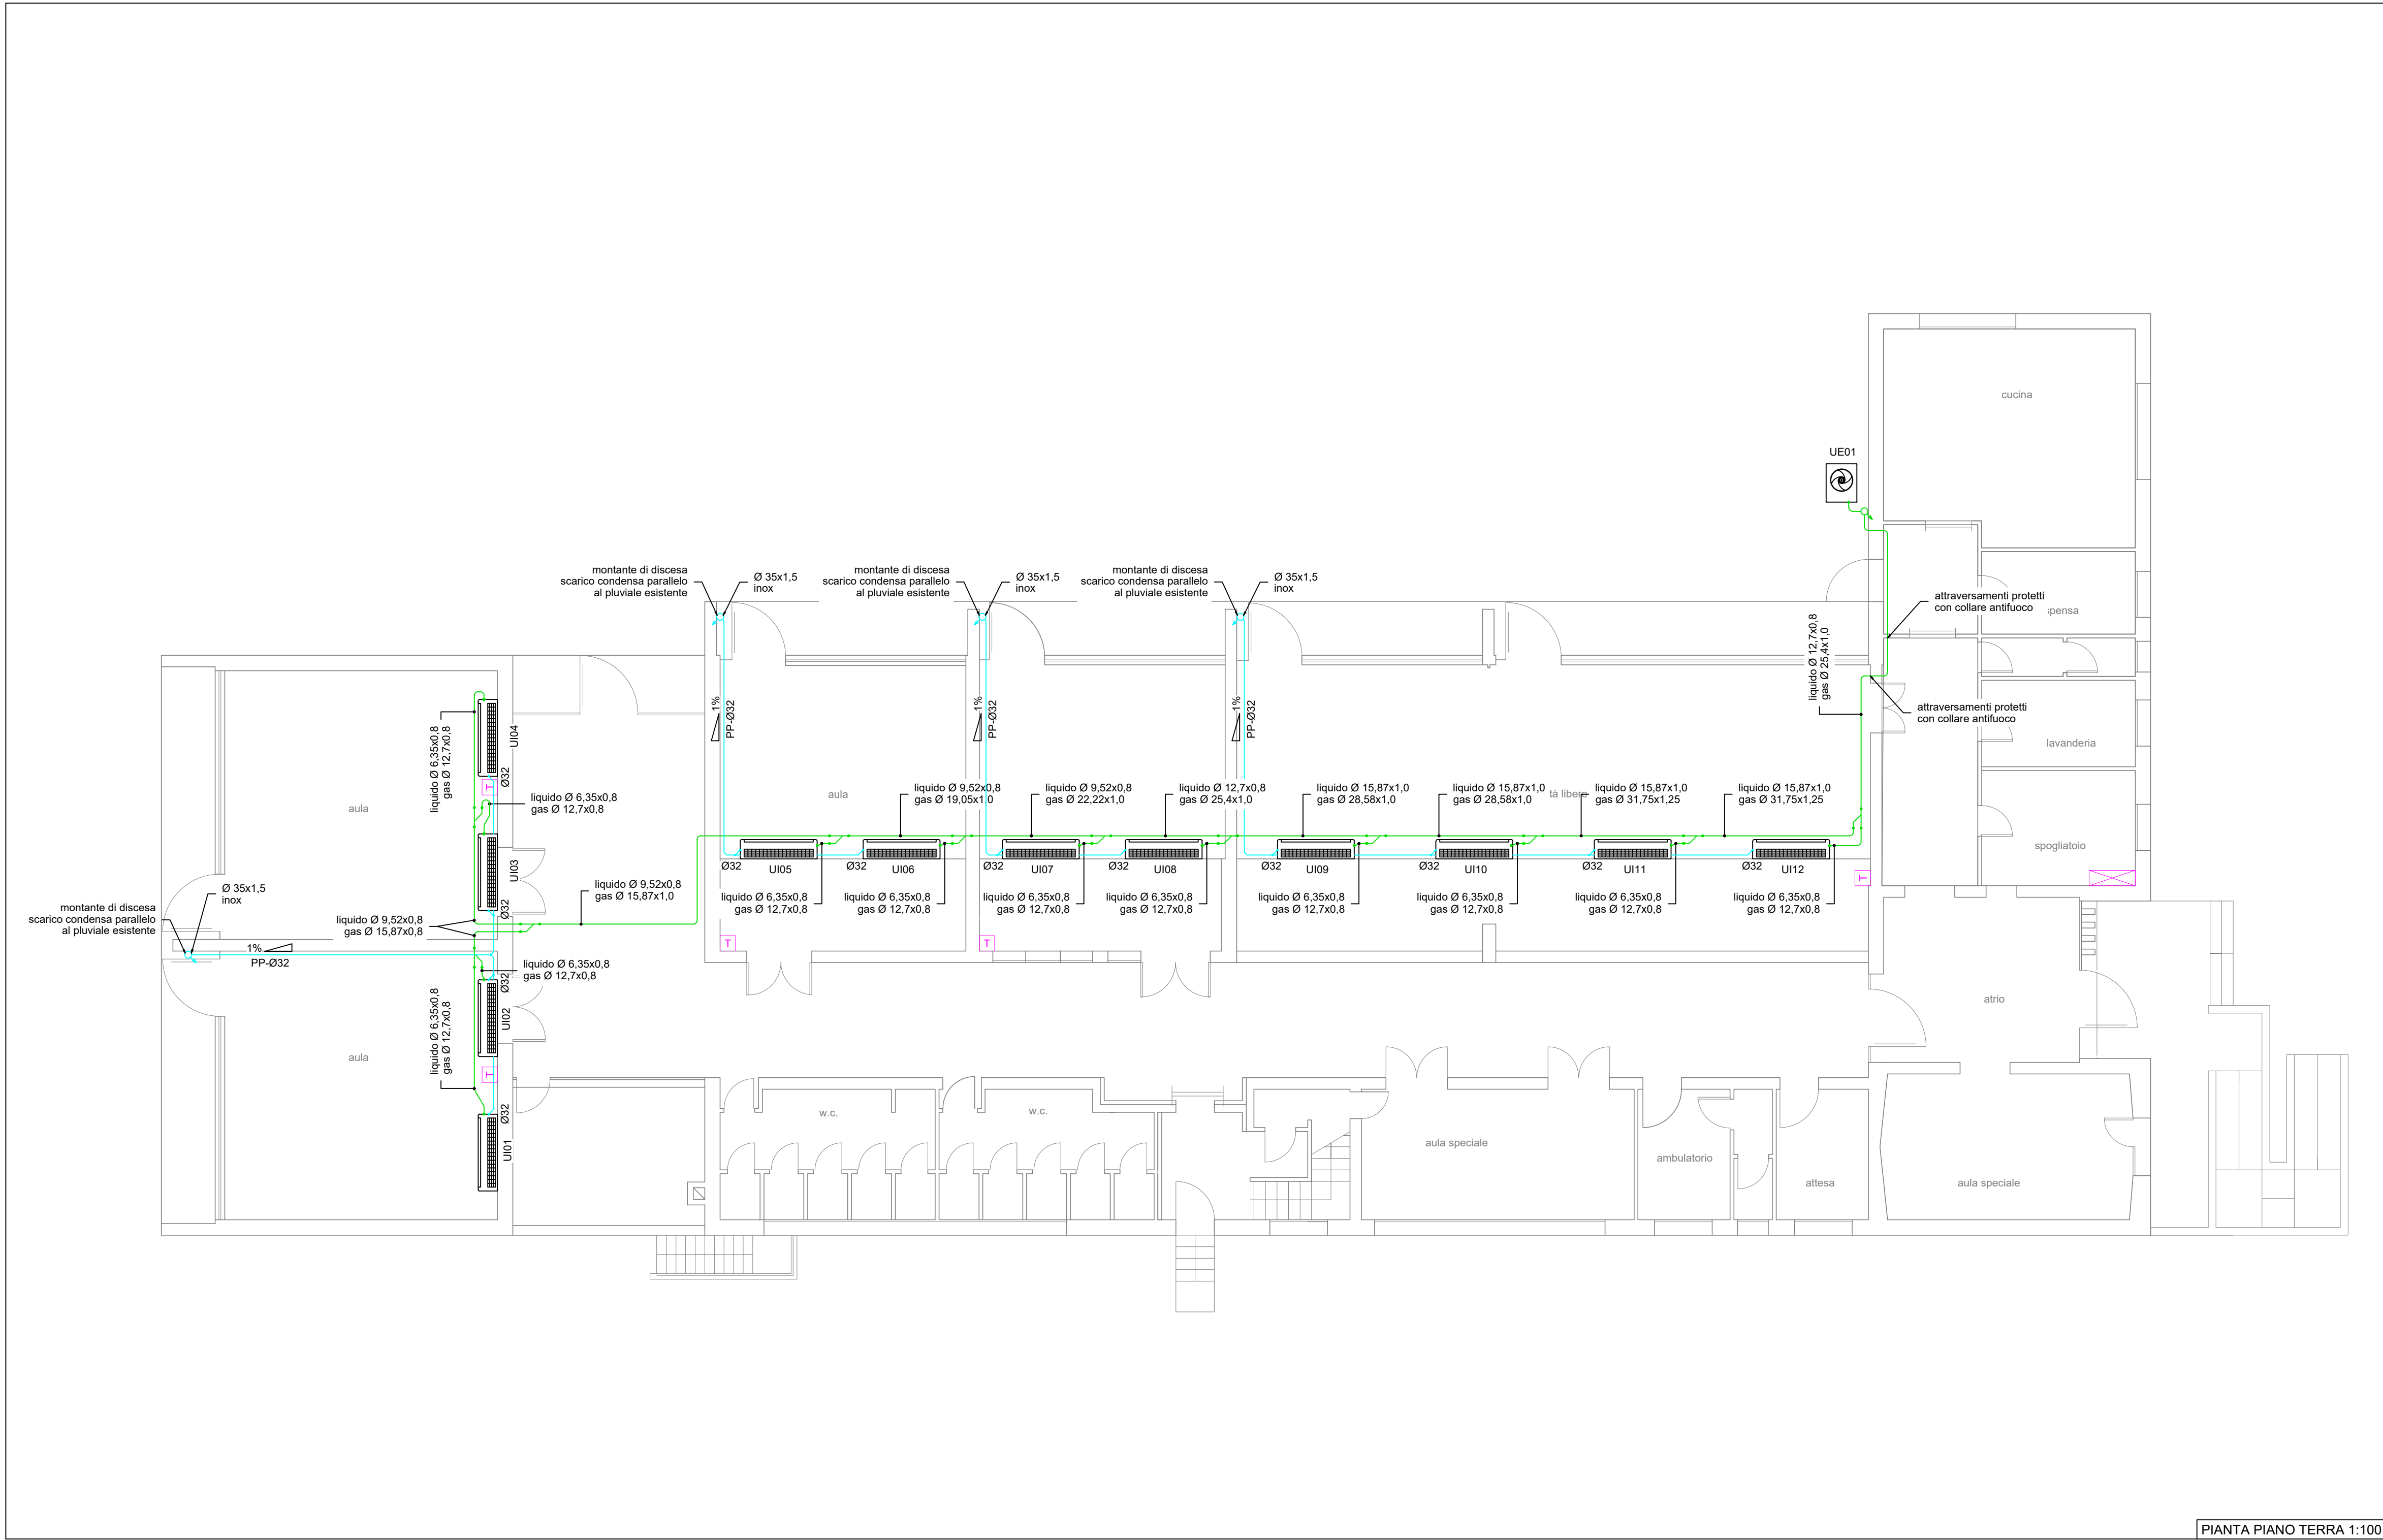 cucina
UE01
montante di discesa
scarico condensa parallelo
al pluviale esistente
Ø 35x1,5
inox
montante di discesa
scarico condensa parallelo
al pluviale esistente
Ø 35x1,5
inox
montante di discesa
scarico condensa parallelo
al pluviale esistente
Ø 35x1,5
inox
attraversamenti protetti
con collare antifuoco
spensa
liquido Ø 12,7x0,8
gas Ø 25,4x1,0
attraversamenti protetti
con collare antifuoco
lavanderia
1%
PP-Ø32
1%
PP-Ø32
1%
PP-Ø32
liquido Ø 6,35x0,8
gas Ø 12,7x0,8
UI04
Ø32
T
liquido Ø 6,35x0,8
gas Ø 12,7x0,8
aula
aula
liquido Ø 9,52x0,8
gas Ø 19,05x1,0
liquido Ø 9,52x0,8
gas Ø 22,22x1,0
liquido Ø 12,7x0,8
gas Ø 25,4x1,0
liquido Ø 15,87x1,0
gas Ø 28,58x1,0
liquido Ø 15,87x1,0
gas Ø 28,58x1,0
tà libere
liquido Ø 15,87x1,0
gas Ø 31,75x1,25
liquido Ø 15,87x1,0
gas Ø 31,75x1,25
spogliatoio
Ø32
UI05
Ø32
UI06
Ø32
UI07
Ø32
UI08
Ø32
UI09
Ø32
UI10
Ø32
UI11
Ø32
UI12
T
UI03
Ø32
liquido Ø 6,35x0,8
gas Ø 12,7x0,8
liquido Ø 6,35x0,8
gas Ø 12,7x0,8
liquido Ø 6,35x0,8
gas Ø 12,7x0,8
liquido Ø 6,35x0,8
gas Ø 12,7x0,8
liquido Ø 6,35x0,8
gas Ø 12,7x0,8
liquido Ø 6,35x0,8
gas Ø 12,7x0,8
liquido Ø 6,35x0,8
gas Ø 12,7x0,8
liquido Ø 6,35x0,8
gas Ø 12,7x0,8
liquido Ø 9,52x0,8
gas Ø 15,87x1,0
Ø 35x1,5
inox
montante di discesa
scarico condensa parallelo
al pluviale esistente
liquido Ø 9,52x0,8
gas Ø 15,87x0,8
T
T
1%
PP-Ø32
liquido Ø 6,35x0,8
gas Ø 12,7x0,8
Ø32
UI02
atrio
liquido Ø 6,35x0,8
gas Ø 12,7x0,8
aula
T
Ø32
UI01
w.c.
w.c.
aula speciale
ambulatorio
attesa
aula speciale
PIANTA PIANO TERRA 1:100